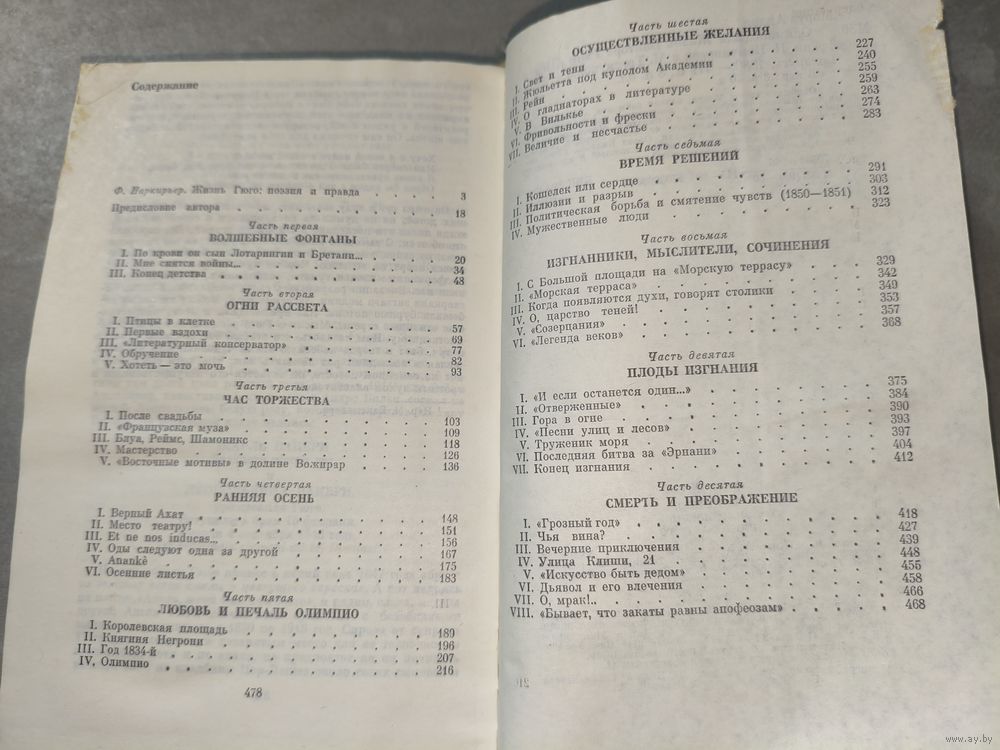 Содержание
Ф. Наркирьер. Жизнь Гюго: поэзия и правда . . . . 3
Предисловие автора . . . . 18
Часть первая
ВОЛШЕБНЫЕ ФОНТАНЫ
I. По крови он сын Лотарингии и Бретани... . . . . 20
II. Мне снятся войны... . . . . 34
III. Конец детства . . . . 48
Часть вторая
ОГНИ РАССВЕТА
I. Птицы в клетке . . . . 57
II. Первые вздохи . . . . 69
III. «Литературный консерватор» . . . . 77
IV. Обручение . . . . 82
V. Хотеть — это мочь . . . . 93
Часть третья
ЧАС ТОРЖЕСТВА
I. После свадьбы . . . . 103
II. «Французская муза» . . . . 109
III. Блуа, Реймс, Шамоникс . . . . 118
IV. Мастерство . . . . 126
V. «Восточные мотивы» в долине Вожирар . . . . 136
Часть четвертая
РАННЯЯ ОСЕНЬ
I. Верный Ахат . . . . 148
II. Место театру! . . . . 151
III. Et ne nos inducas... . . . . 156
IV. Оды следуют одна за другой . . . . 167
V. Anankê . . . . 175
VI. Осенние листья . . . . 183
Часть пятая
ЛЮБОВЬ И ПЕЧАЛЬ ОЛИМПИО
I. Королевская площадь . . . . 189
II. Княгиня Негрони . . . . 196
III. Год 1834-й . . . . 207
IV. Олимпио . . . . 216
478
Часть шестая
ОСУЩЕСТВЛЕННЫЕ ЖЕЛАНИЯ
I. Свет и тени . . . . 227
II. Жюльетта под куполом Академии . . . . 240
III. Рейн . . . . 255
IV. О гладиаторах в литературе . . . . 259
V. В Вилькье . . . . 263
VI. Фривольности и фрески . . . . 274
VII. Величие и несчастье . . . . 283
Часть седьмая
ВРЕМЯ РЕШЕНИЙ
I. Кошелек или сердце . . . . 291
II. Иллюзии и разрыв . . . . 303
III. Политическая борьба и смятение чувств (1850—1851) 312
IV. Мужественные люди . . . . 323
Часть восьмая
ИЗГНАННИКИ, МЫСЛИТЕЛИ, СОЧИНЕНИЯ
I. С Большой площади на «Морскую террасу» . . . . 329
II. «Морская терраса» . . . . 342
III. Когда появляются духи, говорят столики . . . . 349
IV. О, царство теней! . . . . 353
V. «Созерцания» . . . . 357
VI. «Легенда веков» . . . . 368
Часть девятая
ПЛОДЫ ИЗГНАНИЯ
I. «И если останется один...» . . . . 375
II. «Отверженные» . . . . 384
III. Гора в огне . . . . 390
IV. «Песни улиц и лесов» . . . . 393
V. Труженик моря . . . . 397
VI. Последняя битва за «Эрнани» . . . . 404
VII. Конец изгнания . . . . 412
Часть десятая
СМЕРТЬ И ПРЕОБРАЖЕНИЕ
I. «Грозный год» . . . . 418
II. Чья вина? . . . . 427
III. Вечерние приключения . . . . 439
IV. Улица Клиши, 21 . . . . 448
V. «Искусство быть дедом» . . . . 455
VI. Дьявол и его влечения . . . . 458
VII. О, мрак!.. . . . . 466
VIII. «Бывает, что закаты равны апофеозам» . . . . 468
www.ay.by